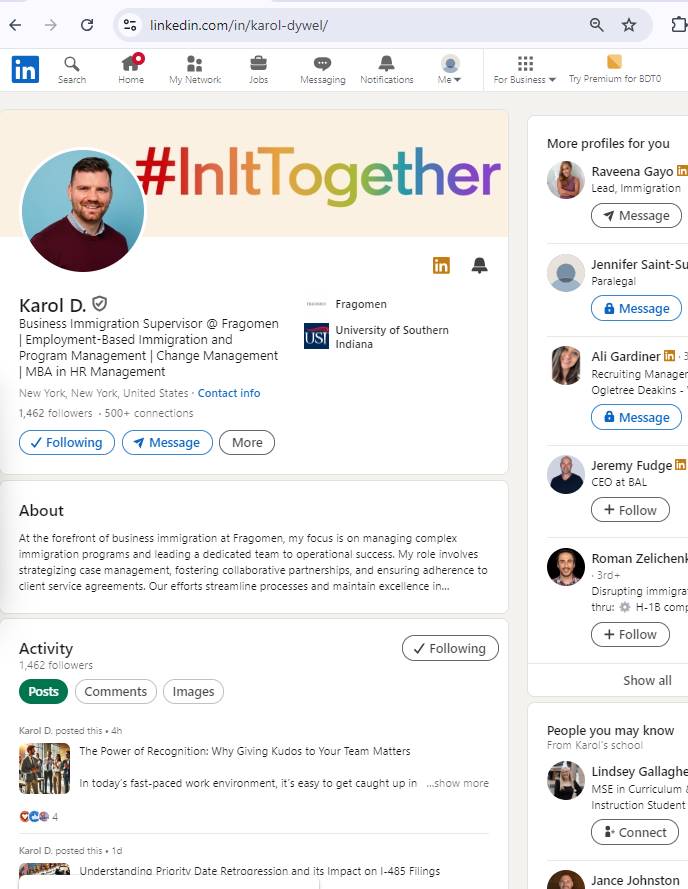 linkedin.com/in/karol-dywel/
in
Search
Home
My Network
Jobs
Messaging
Notifications
Me
For Business
Try Premium for BDT0
#InItTogether
in
Karol D.
Business Immigration Supervisor @ Fragomen
| Employment-Based Immigration and
Program Management | Change Management
| MBA in HR Management
New York, New York, United States · Contact info
1,462 followers · 500+ connections
Following
Message
More
Fragomen
USI
University of Southern
Indiana
About
At the forefront of business immigration at Fragomen, my focus is on managing complex
immigration programs and leading a dedicated team to operational success. My role involves
strategizing case management, fostering collaborative partnerships, and ensuring adherence to
client service agreements. Our efforts streamline processes and maintain excellence in...
Activity
1,462 followers
Following
Posts
Comments
Images
Karol D. posted this • 4h
The Power of Recognition: Why Giving Kudos to Your Team Matters
In today's fast-paced work environment, it's easy to get caught up in ...show more
4
Karol D. posted this • 1d
Understanding Priority Date Retrogression and its Impact on I-485 Filings
More profiles for you
Raveena Gayo in
Lead, Immigration
Message
Jennifer Saint-Su
Paralegal
Message
Ali Gardiner in · 3
Recruiting Manager
Ogletree Deakins -
Message
Jeremy Fudge in
CEO at BAL
+ Follow
Roman Zelichenk
· 3rd+
Disrupting immigra
thru: H-1B comp
+ Follow
Show all
People you may know
From Karol's school
Lindsey Gallaghe
MSE in Curriculum &
Instruction Student
Connect
Jance Johnston